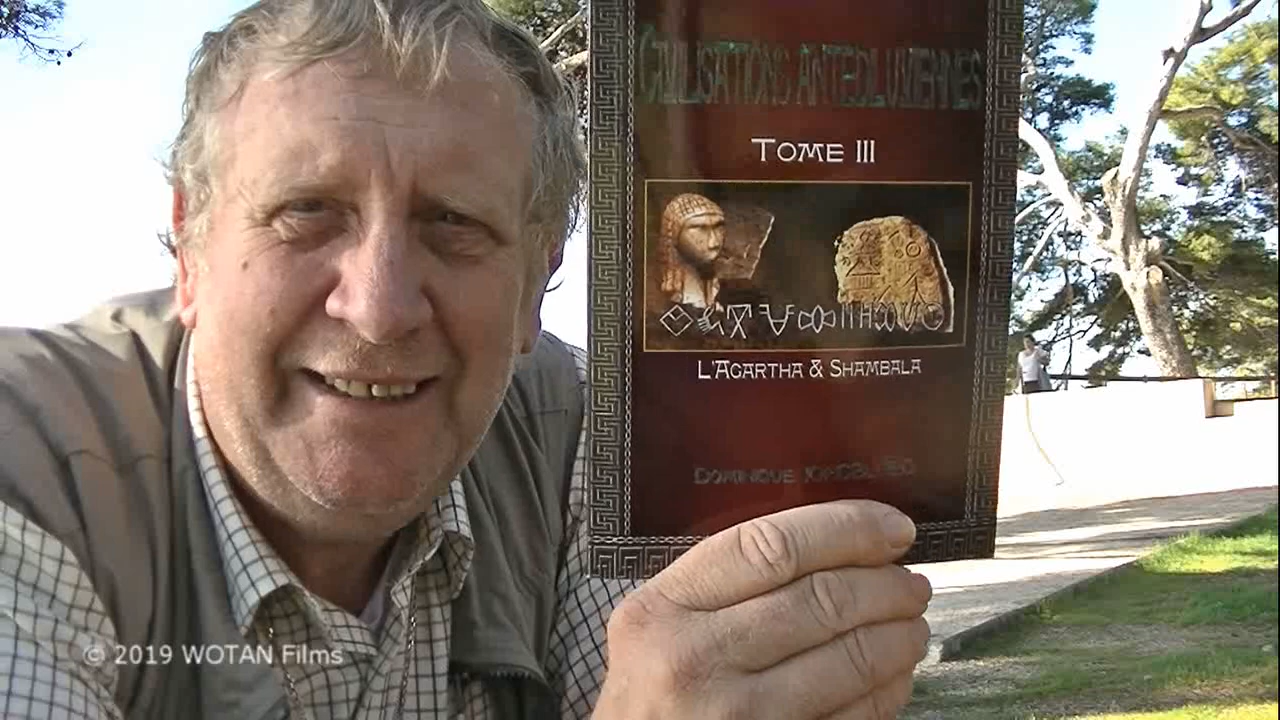 CIVILISATIONS ANTEDILUVIENNES
TOME III
L'AGARTHA & SHAMBALA
DOMINIQUE
© 2019 WOTAN Films